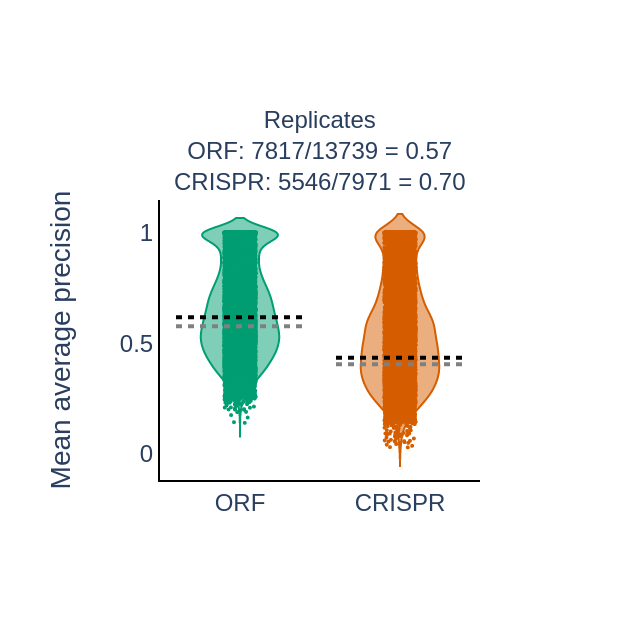 Replicates
ORF: 7817/13739 = 0.57
CRISPR: 5546/7971 = 0.70
Mean average precision
1
0.5
0
ORF
CRISPR